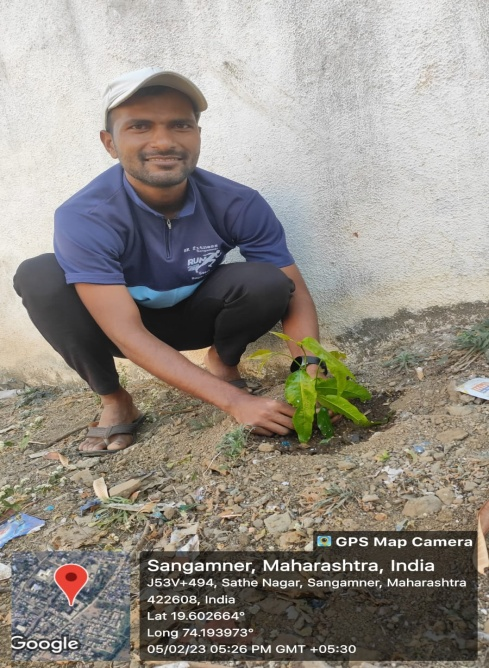 RUN
GPS Map Camera
Sangamner, Maharashtra, India
J53V+494, Sathe Nagar, Sangamner, Maharashtra
422608, India
Lat 19.602664°
Long 74.193973°
05/02/23 05:26 PM GMT +05:30
Google